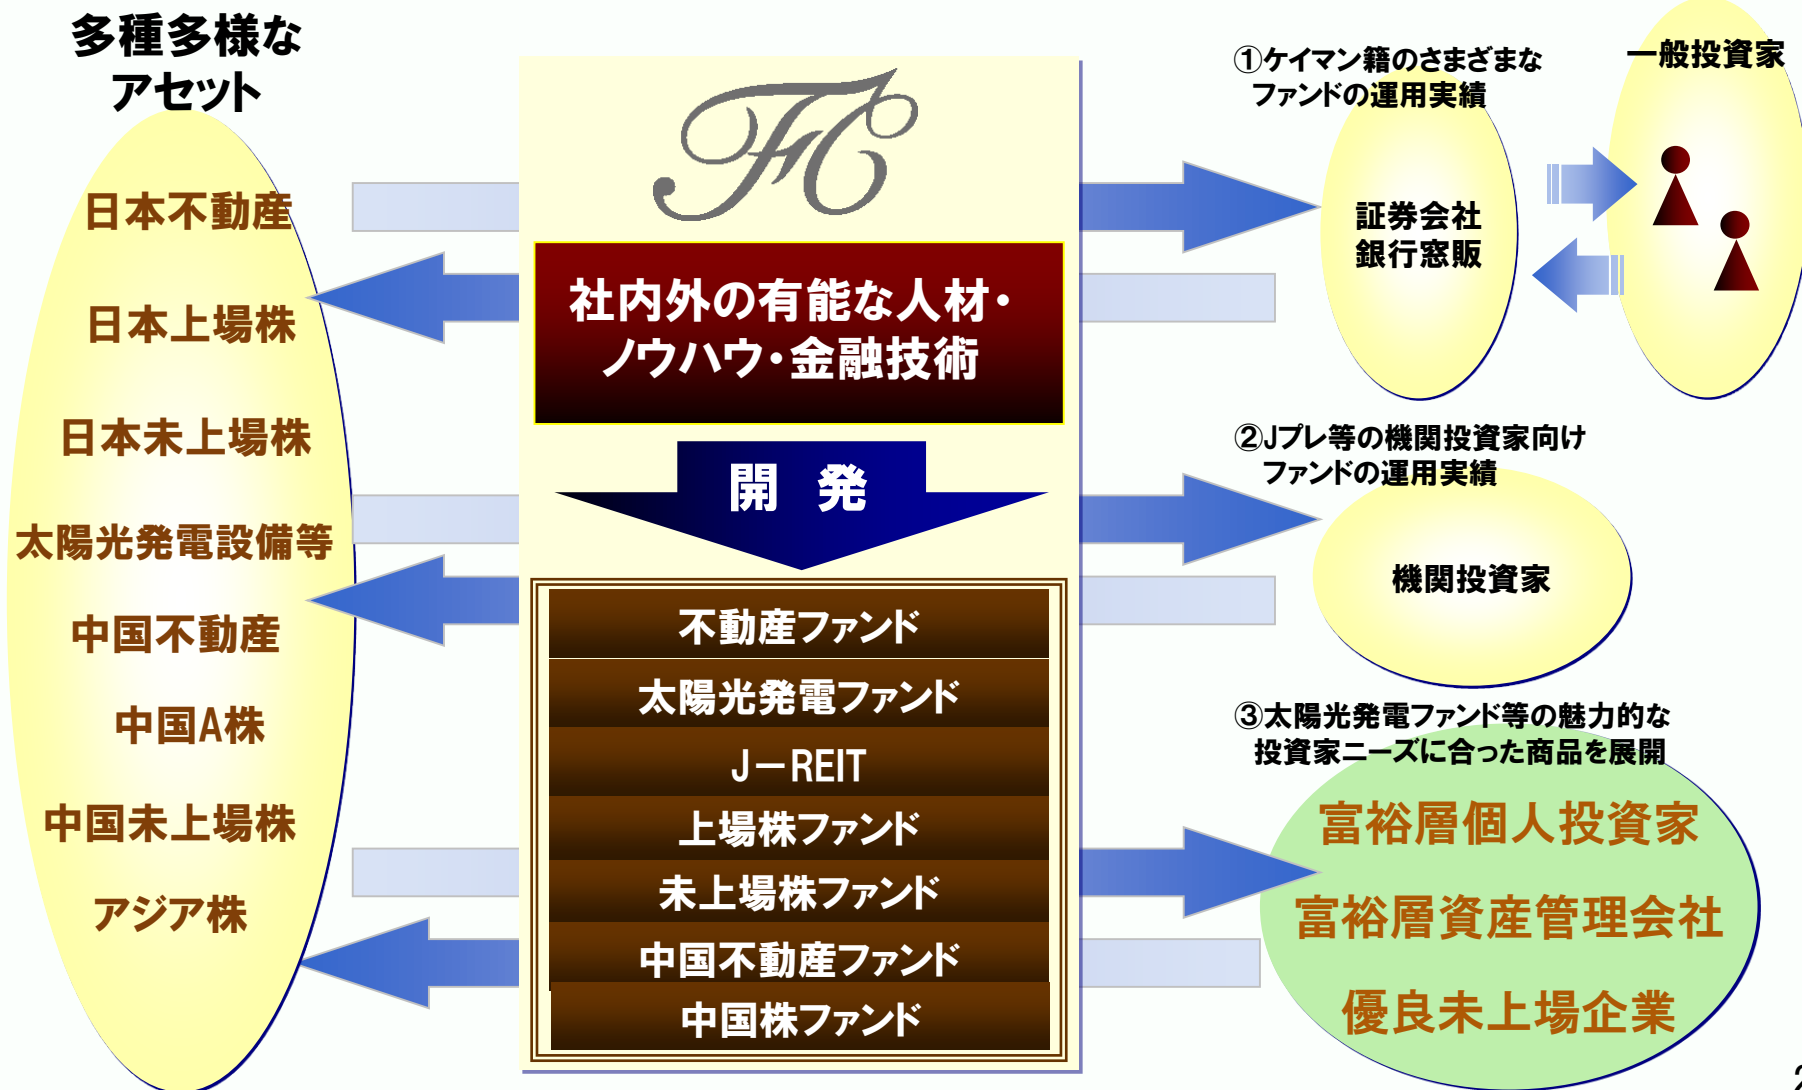 多種多様な
アセット
日本不動産
日本上場株
日本未上場株
太陽光発電設備等
中国不動産
中国A株
中国未上場株
アジア株
社内外の有能な人材・
ノウハウ・金融技術
開 発
不動産ファンド
太陽光発電ファンド
J－REIT
上場株ファンド
未上場株ファンド
中国不動産ファンド
中国株ファンド
①ケイマン籍のさまざまな
ファンドの運用実績
証券会社
銀行窓販
一般投資家
②Jプレ等の機関投資家向け
ファンドの運用実績
機関投資家
③太陽光発電ファンド等の魅力的な
投資家ニーズに合った商品を展開
富裕層個人投資家
富裕層資産管理会社
優良未上場企業